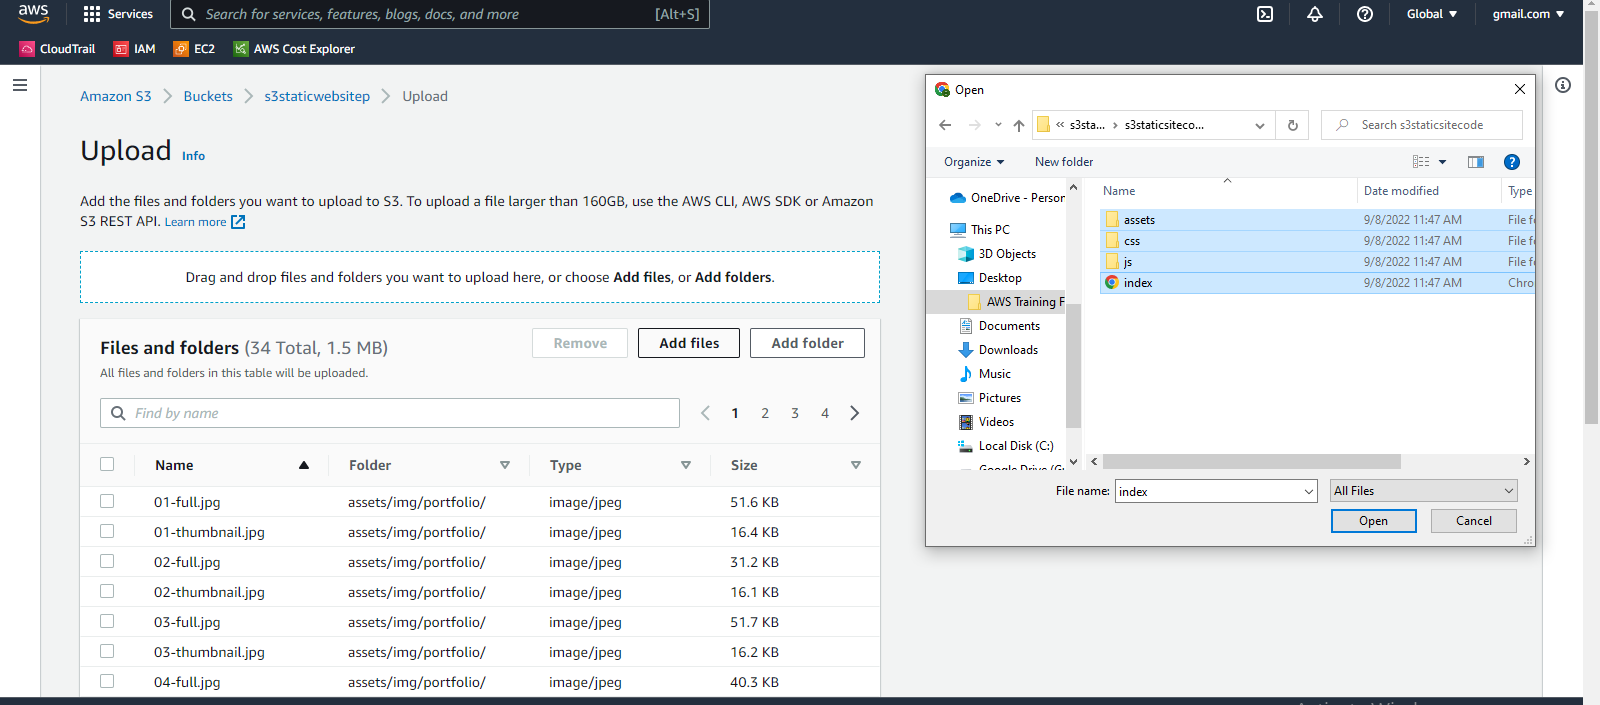 aws
Services
Search for services, features, blogs, docs, and more
[Alt+S]
Global
gmail.com
CloudTrail
IAM
EC2
AWS Cost Explorer
Amazon S3
Buckets
s3staticwebsitep
Upload
Upload
Info
Add the files and folders you want to upload to S3. To upload a file larger than 160GB, use the AWS CLI, AWS SDK or Amazon
S3 REST API. Learn more
Drag and drop files and folders you want to upload here, or choose Add files, or Add folders.
Files and folders (34 Total, 1.5 MB)
All files and folders in this table will be uploaded.
Remove
Add files
Add folder
Find by name
1 2 3 4
Name Folder Type Size
01-full.jpg assets/img/portfolio/ image/jpeg 51.6 KB
01-thumbnail.jpg assets/img/portfolio/ image/jpeg 16.4 KB
02-full.jpg assets/img/portfolio/ image/jpeg 31.2 KB
02-thumbnail.jpg assets/img/portfolio/ image/jpeg 16.1 KB
03-full.jpg assets/img/portfolio/ image/jpeg 51.7 KB
03-thumbnail.jpg assets/img/portfolio/ image/jpeg 16.2 KB
04-full.jpg assets/img/portfolio/ image/jpeg 40.3 KB
Open
« s3sta... › s3staticsiteco...
Search s3staticsitecode
Organize
New folder
OneDrive - Person
This PC
3D Objects
Desktop
AWS Training F
Documents
Downloads
Music
Pictures
Videos
Local Disk (C:)
Google Drive (G:
Name Date modified Type
assets 9/8/2022 11:47 AM File fo
css 9/8/2022 11:47 AM File fo
js 9/8/2022 11:47 AM File fo
index 9/8/2022 11:47 AM Chro
File name: index
All Files
Open
Cancel